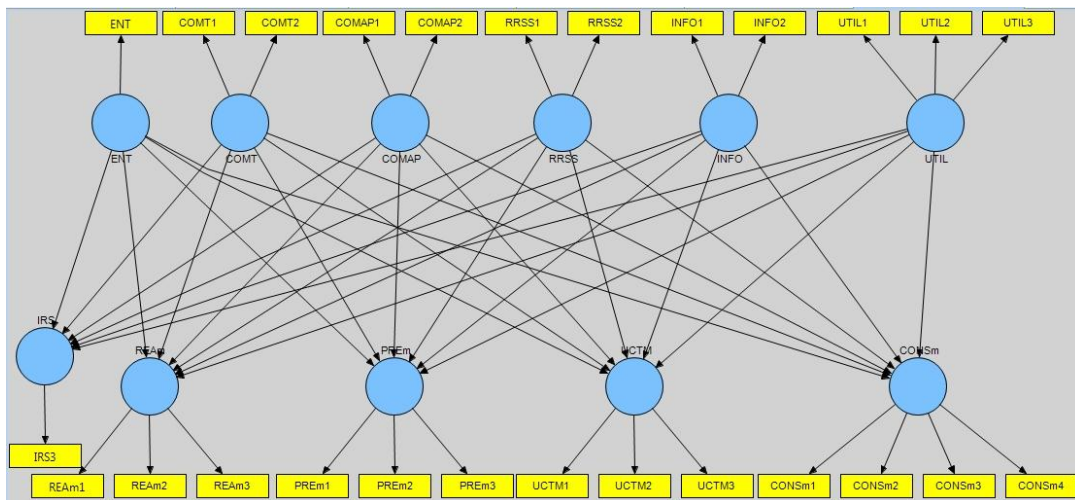 ENT
COMT1
COMT2
COMAP1
COMAP2
RRSS1
RRSS2
INFO1
INFO2
UTIL1
UTIL2
UTIL3
ENT
COMT
COMAP
RRSS
INFO
UTIL
IRS
REAm
PREm
UCTM
CONSm
IRS3
REAm1
REAm2
REAm3
PREm1
PREm2
PREm3
UCTM1
UCTM2
UCTM3
CONSm1
CONSm2
CONSm3
CONSm4